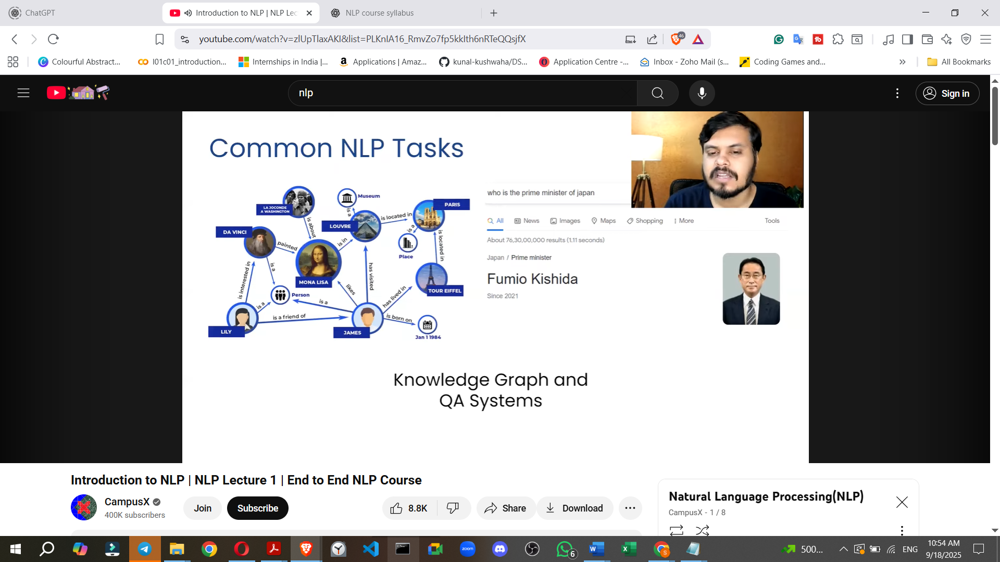 ChatGPT
Introduction to NLP | NLP Lec
NLP course syllabus
youtube.com/watch?v=zlUpTlaxAKI&list=PLKnIA16_RmvZo7fp5kkIth6nRTeQQsjfX
46
Colourful Abstract...
l01c01_introduction...
Internships in India |...
Applications | Amaz...
kunal-kushwaha/DS...
Application Centre -...
Inbox - Zoho Mail (s...
Coding Games and...
All Bookmarks
nlp
Sign in
Common NLP Tasks
LA JOCONDE
A WASHINGTON
Museum
PARIS
is a
is located in
is about
LOUVRE
DA VINCI
is a
is in
painted
is located in
Place
is a
MONA LISA
has visited
is interested in
likes
TOUR EIFFEL
Person
has lived in
is a
is a
is a friend of
is born on
LILY
JAMES
Jan 1 1984
who is the prime minister of japan
All
News
Images
Maps
Shopping
More
Tools
About 76,30,00,000 results (1.11 seconds)
Japan / Prime minister
Fumio Kishida
Since 2021
Knowledge Graph and
QA Systems
Introduction to NLP | NLP Lecture 1 | End to End NLP Course
CampusX
400K subscribers
Join
Subscribe
8.8K
Share
Download
Natural Language Processing(NLP)
CampusX - 1 / 8
zoom
6
500...
ENG
10:54 AM
9/18/2025